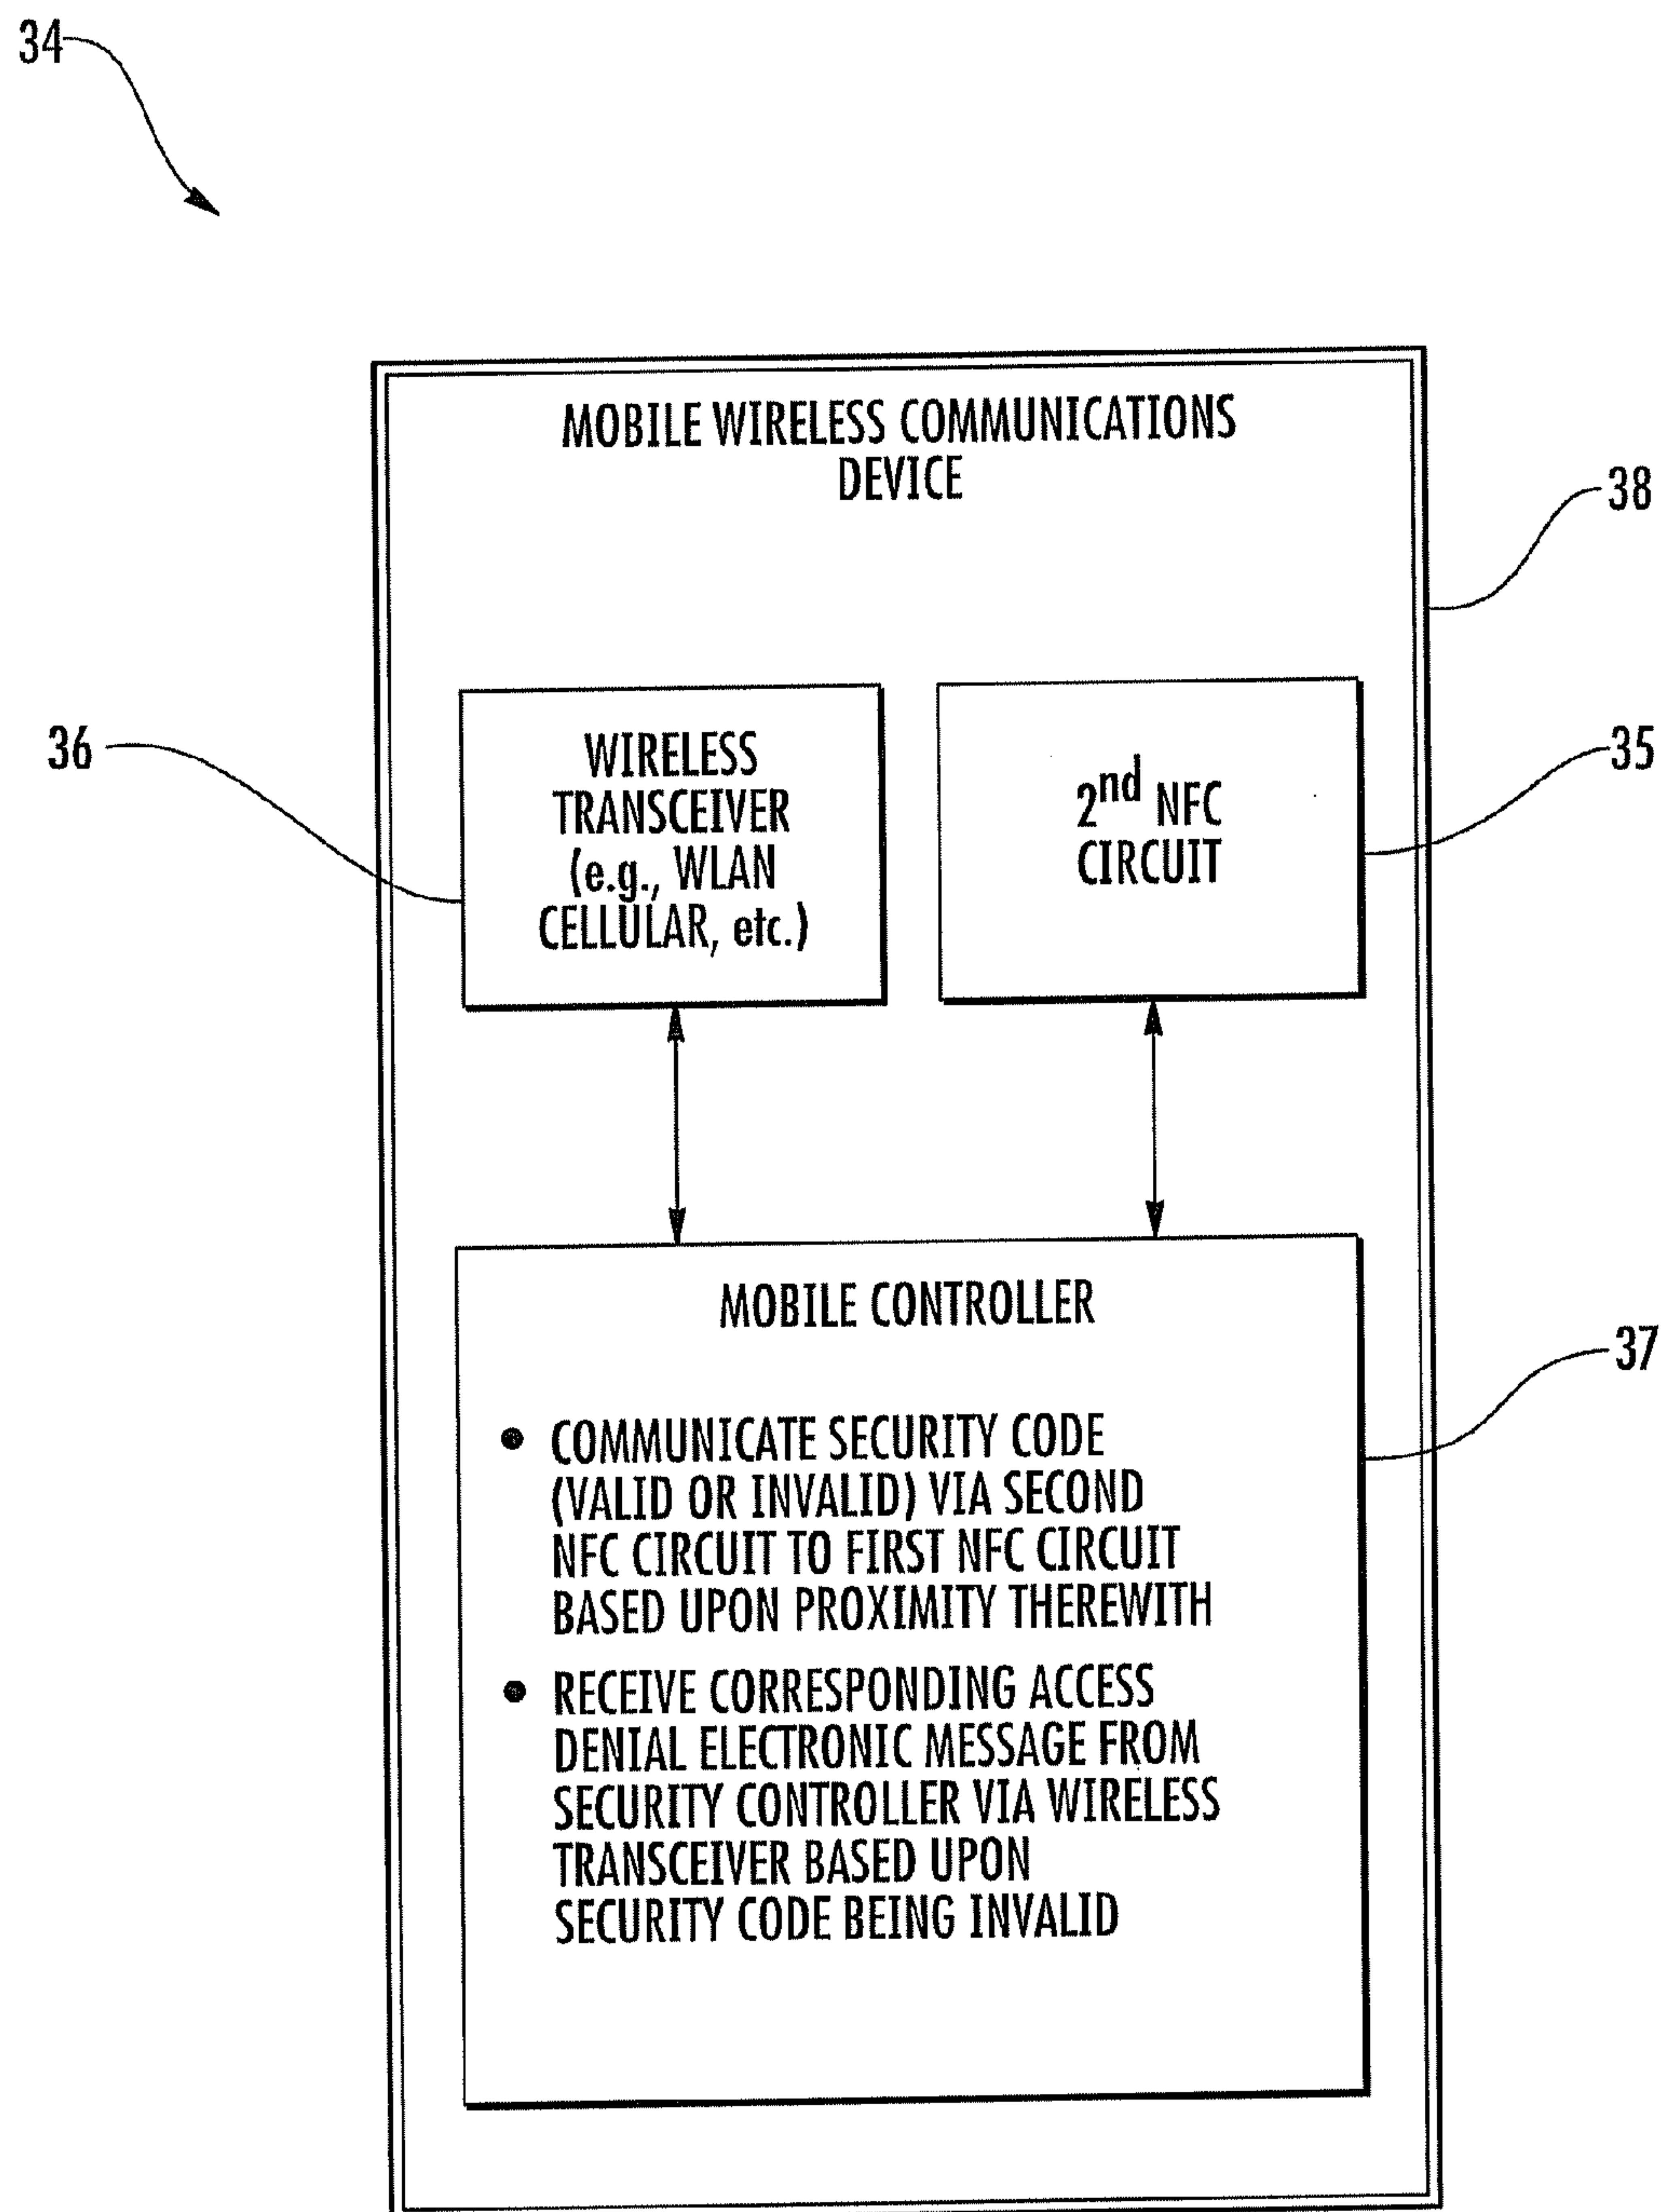 34
MOBILE WIRELESS COMMUNICATIONS
DEVICE
38
36
WIRELESS
TRANSCEIVER
(e.g., WLAN
CELLULAR, etc.)
2nd NFC
CIRCUIT
35
MOBILE CONTROLLER
37
• COMMUNICATE SECURITY CODE
(VALID OR INVALID) VIA SECOND
NFC CIRCUIT TO FIRST NFC CIRCUIT
BASED UPON PROXIMITY THEREWITH
• RECEIVE CORRESPONDING ACCESS
DENIAL ELECTRONIC MESSAGE FROM
SECURITY CONTROLLER VIA WIRELESS
TRANSCEIVER BASED UPON
SECURITY CODE BEING INVALID